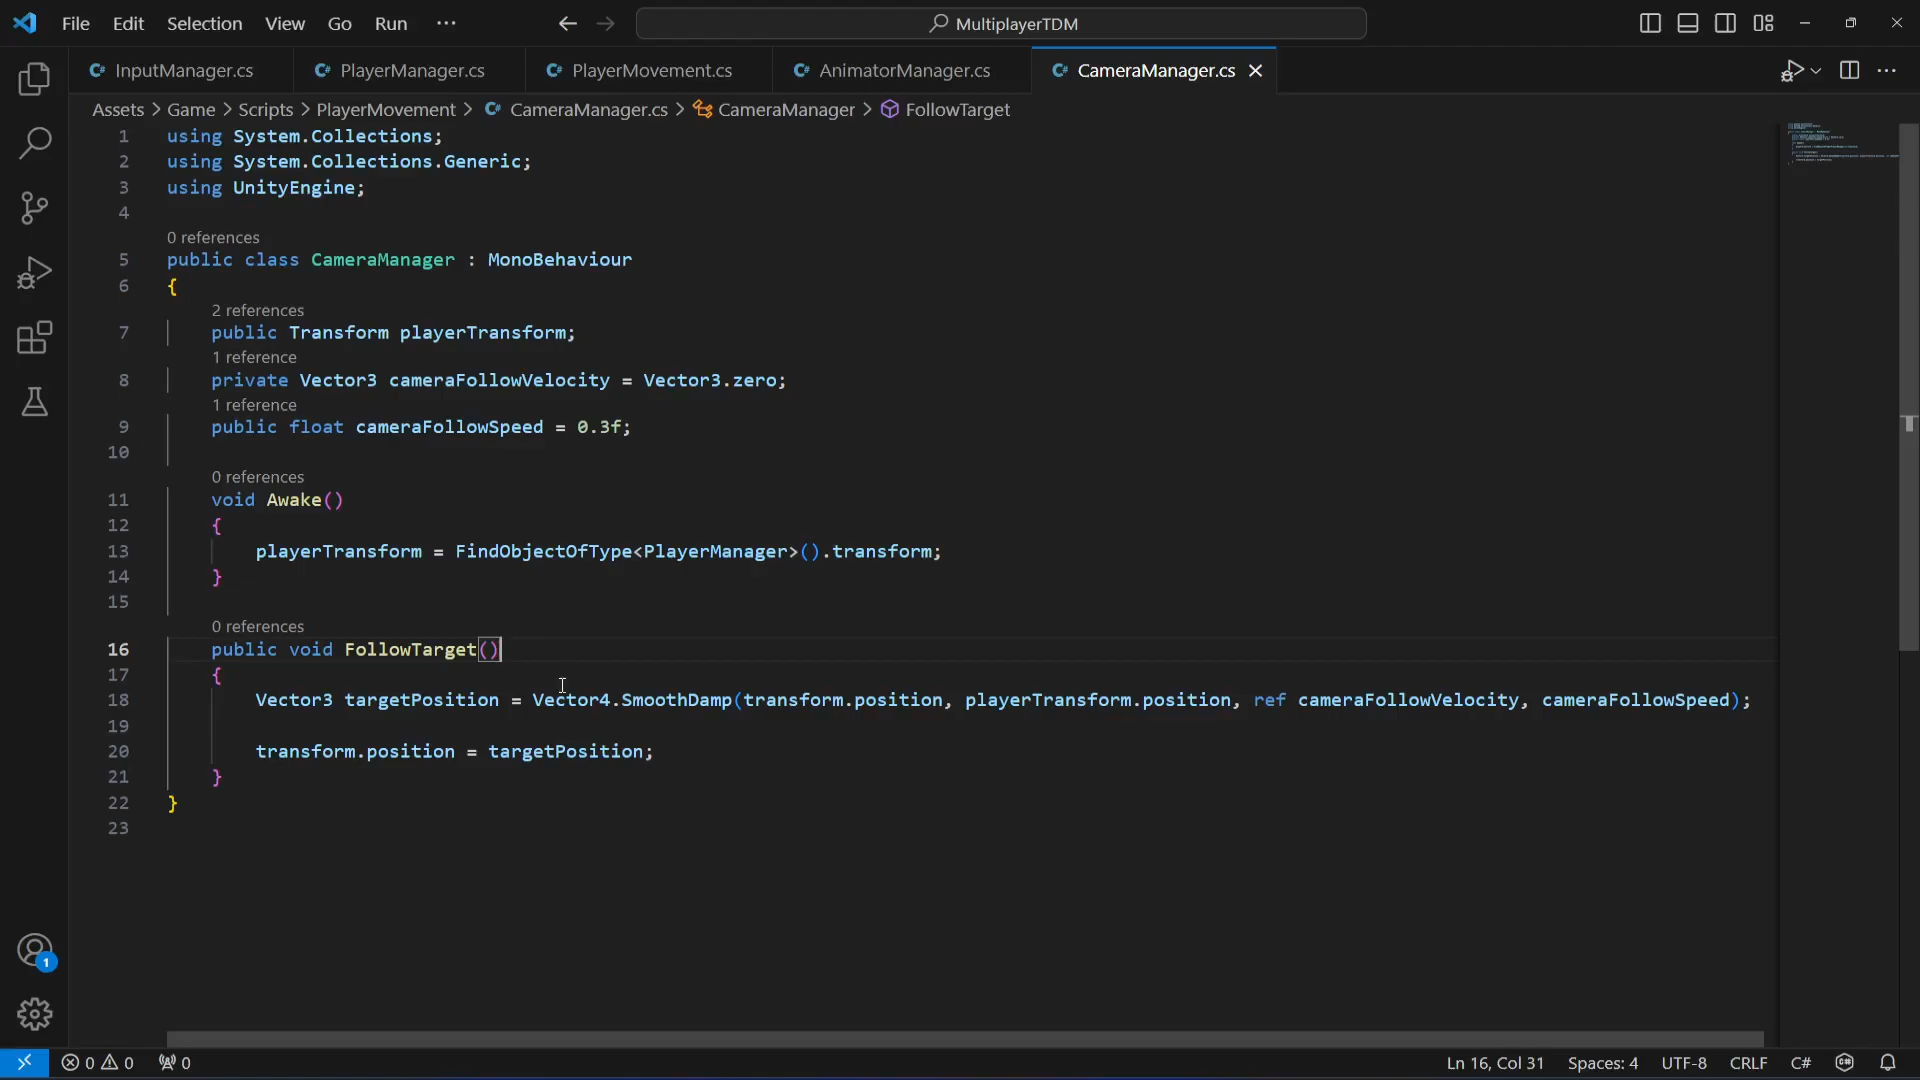 File Edit Selection View Go Run ··· MultiplayerTDM
InputManager.cs PlayerManager.cs PlayerMovement.cs AnimatorManager.cs CameraManager.cs
Assets > Game > Scripts > PlayerMovement > CameraManager.cs > CameraManager > FollowTarget
1 using System.Collections;
2 using System.Collections.Generic;
3 using UnityEngine;
4
0 references
5 public class CameraManager : MonoBehaviour
6 {
2 references
7 public Transform playerTransform;
1 reference
8 private Vector3 cameraFollowVelocity = Vector3.zero;
1 reference
9 public float cameraFollowSpeed = 0.3f;
10
0 references
11 void Awake()
12 {
13 playerTransform = FindObjectOfType<PlayerManager>().transform;
14 }
15
0 references
16 public void FollowTarget()
17 {
18 Vector3 targetPosition = Vector4.SmoothDamp(transform.position, playerTransform.position, ref cameraFollowVelocity, cameraFollowSpeed);
19
20 transform.position = targetPosition;
21 }
22 }
23
1
0 0 0 Ln 16, Col 31 Spaces: 4 UTF-8 CRLF C#